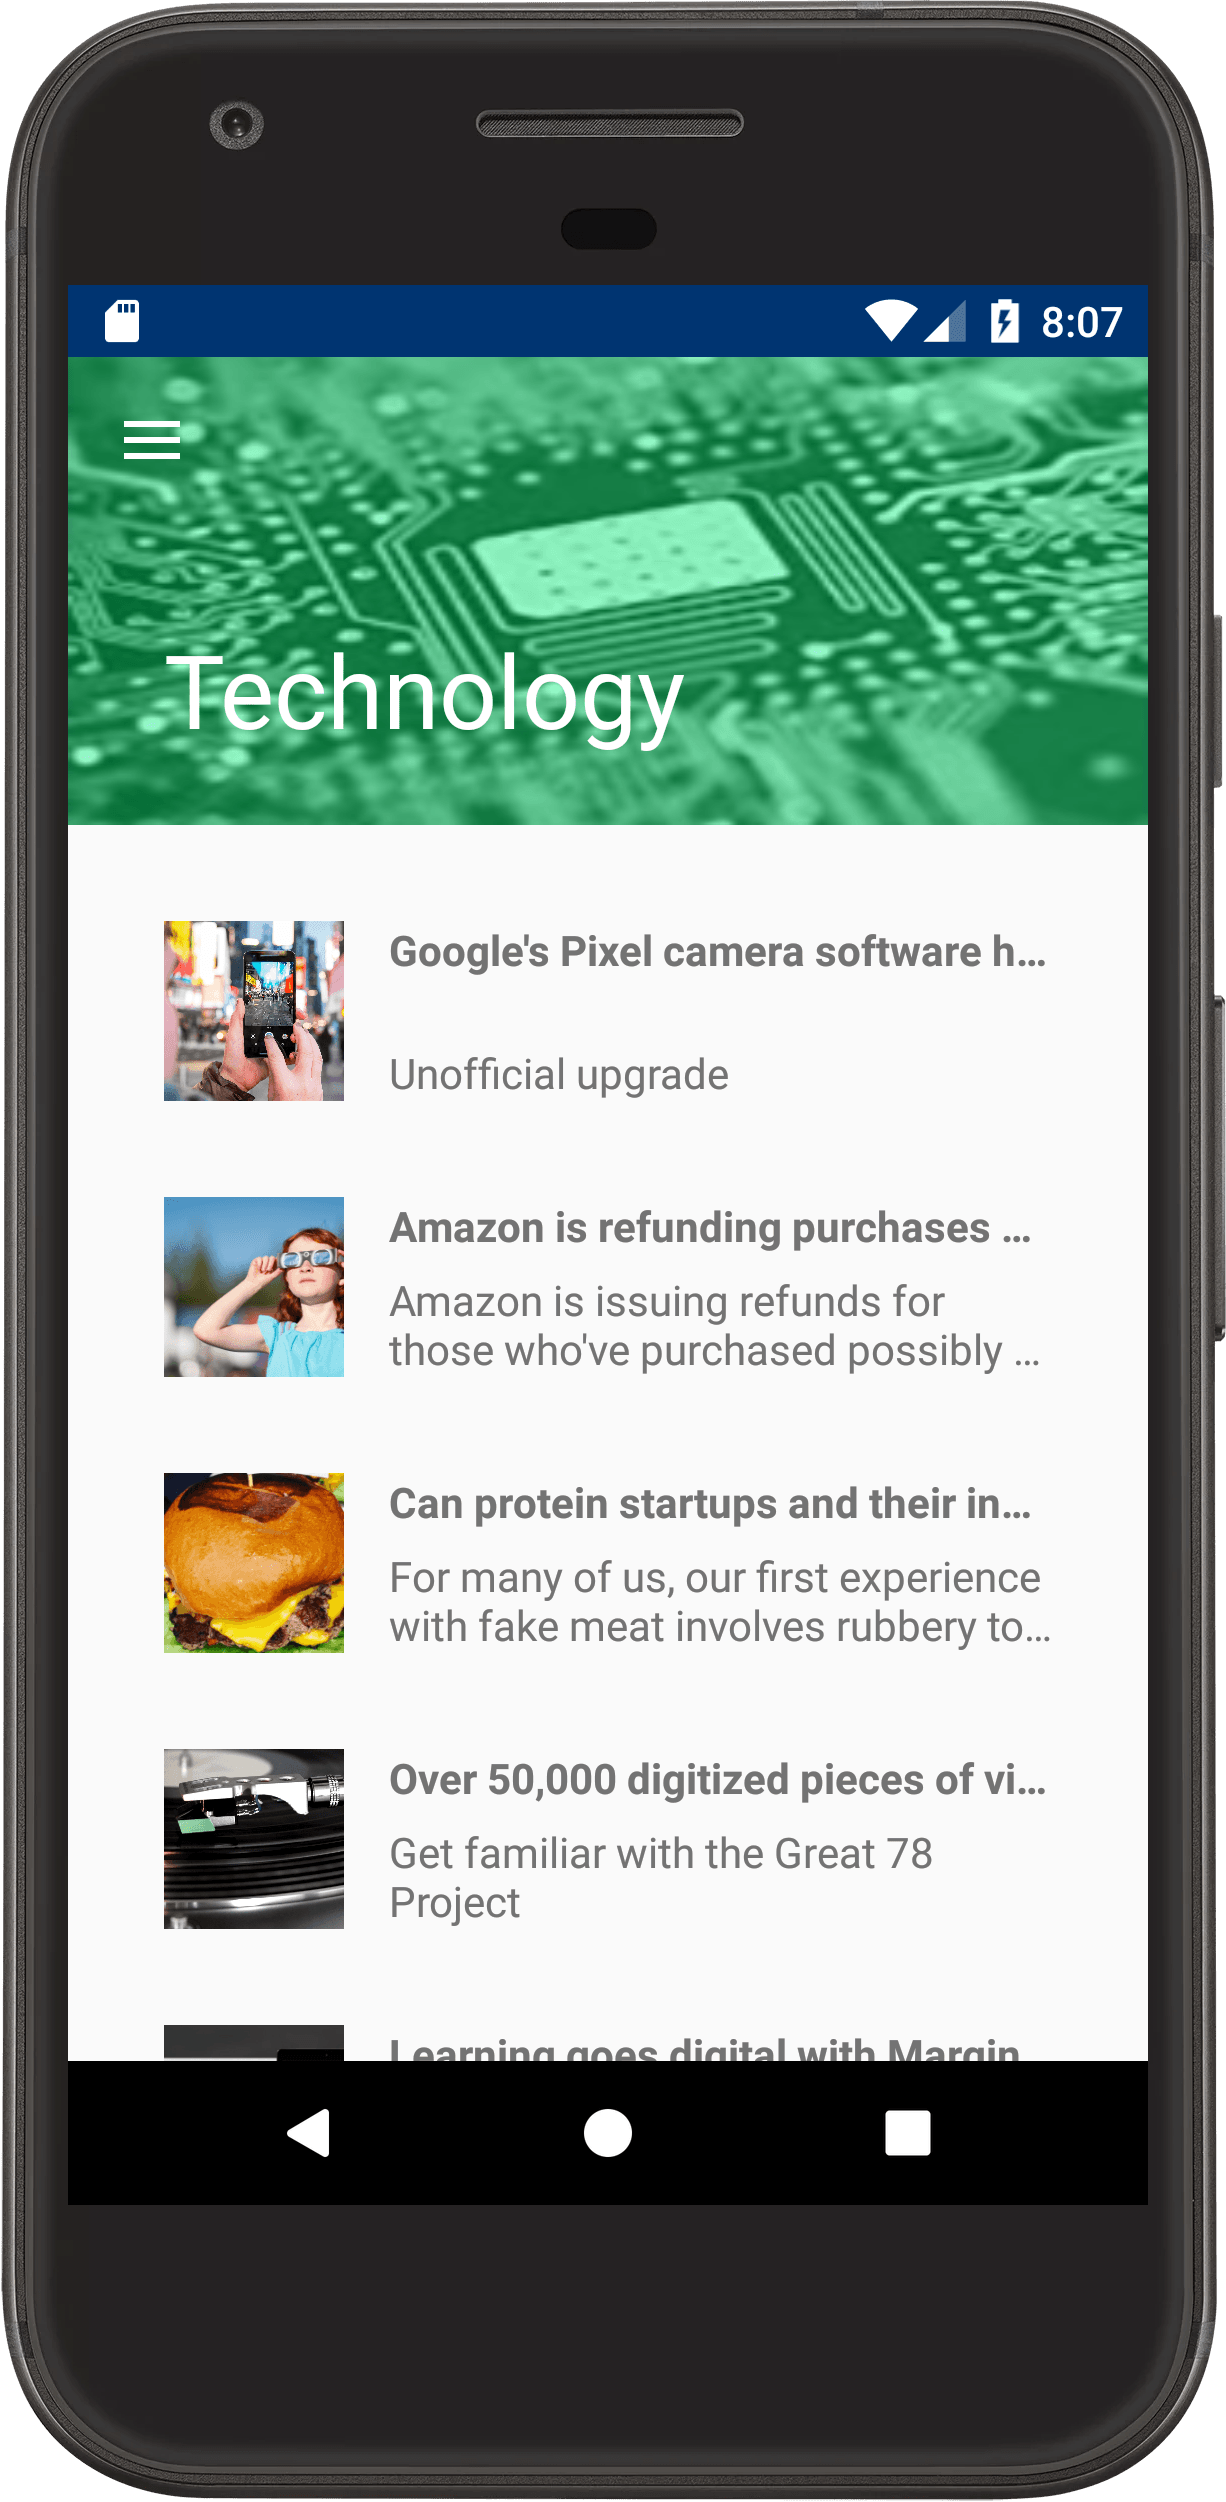 8:07
Technology
Google's Pixel camera software h...
Unofficial upgrade
Amazon is refunding purchases ...
Amazon is issuing refunds for
those who've purchased possibly ...
Can protein startups and their in...
For many of us, our first experience
with fake meat involves rubbery to...
Over 50,000 digitized pieces of vi...
Get familiar with the Great 78
Project
Learning goes digital with Margin